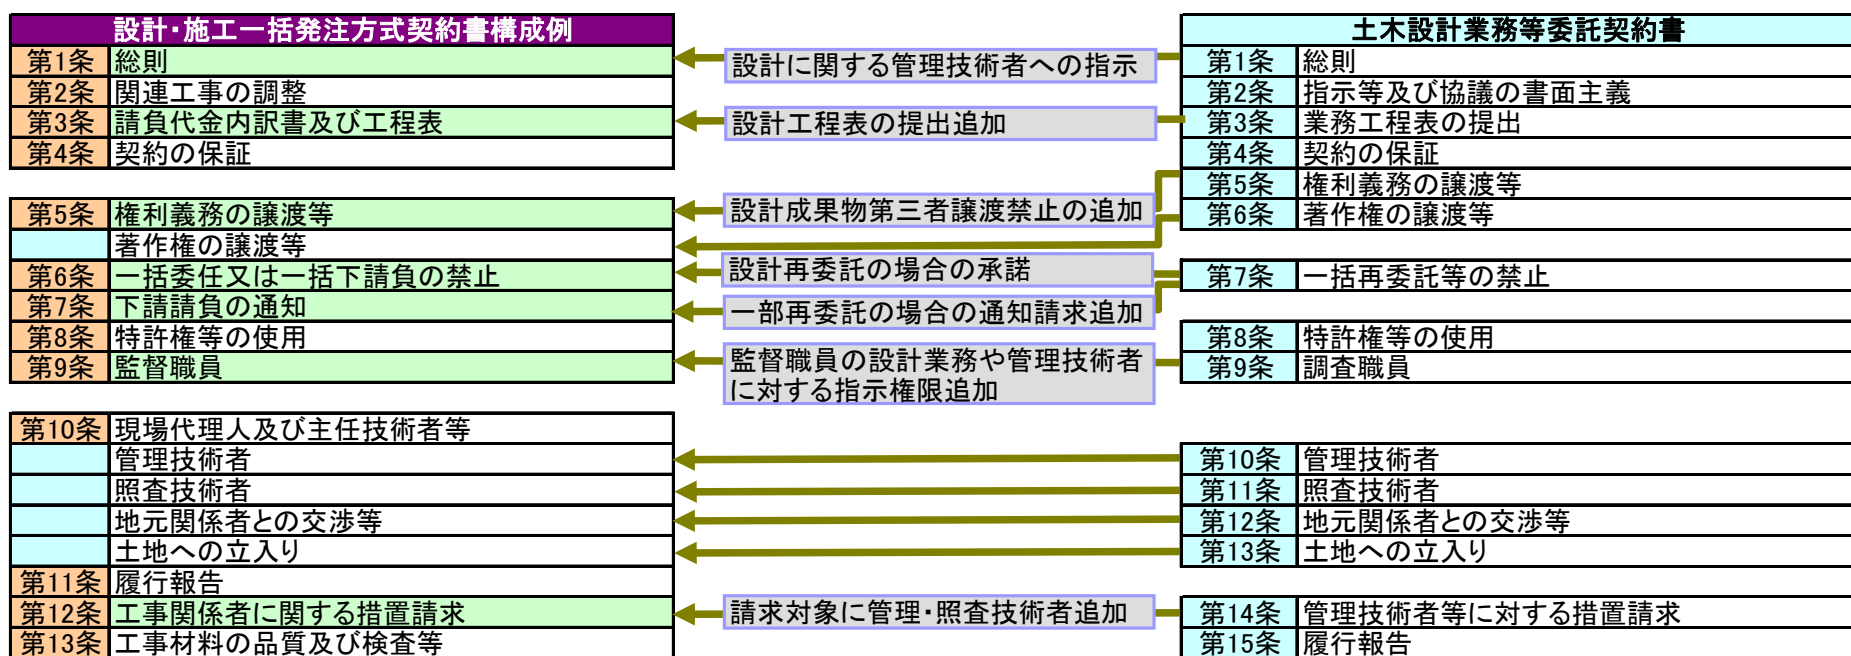 設計・施工一括発注方式契約書構成例
第1条 総則
第2条 関連工事の調整
第3条 請負代金内訳書及び工程表
第4条 契約の保証
第5条 権利義務の譲渡等
著作権の譲渡等
第6条 一括委任又は一括下請負の禁止
第7条 下請請負の通知
第8条 特許権等の使用
第9条 監督職員
第10条 現場代理人及び主任技術者等
管理技術者
照査技術者
地元関係者との交渉等
土地への立入り
第11条 履行報告
第12条 工事関係者に関する措置請求
第13条 工事材料の品質及び検査等
設計に関する管理技術者への指示
設計工程表の提出追加
設計成果物第三者譲渡禁止の追加
設計再委託の場合の承諾
一部再委託の場合の通知請求追加
監督職員の設計業務や管理技術者
に対する指示権限追加
請求対象に管理・照査技術者追加
土木設計業務等委託契約書
第1条 総則
第2条 指示等及び協議の書面主義
第3条 業務工程表の提出
第4条 契約の保証
第5条 権利義務の譲渡等
第6条 著作権の譲渡等
第7条 一括再委託等の禁止
第8条 特許権等の使用
第9条 調査職員
第10条 管理技術者
第11条 照査技術者
第12条 地元関係者との交渉等
第13条 土地への立入り
第14条 管理技術者等に対する措置請求
第15条 履行報告